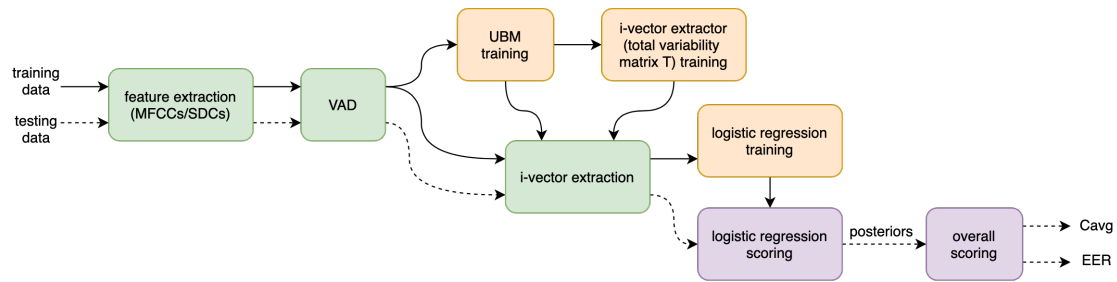 training
data
testing
data
feature extraction
(MFCCs/SDCs)
VAD
UBM
training
i-vector extractor
(total variability
matrix T) training
i-vector extraction
logistic regression
training
logistic regression
scoring
posteriors
overall
scoring
Cavg
EER